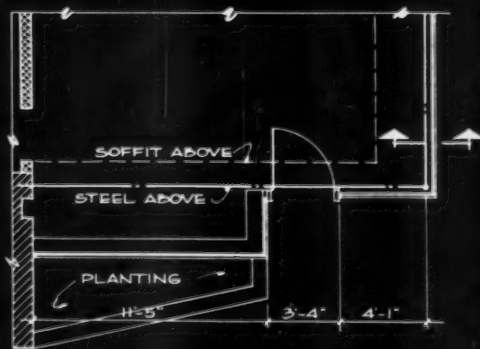 SOFFIT ABOVE
STEEL ABOVE
PLANTING
11'-5" 3'-4" 4'-1"